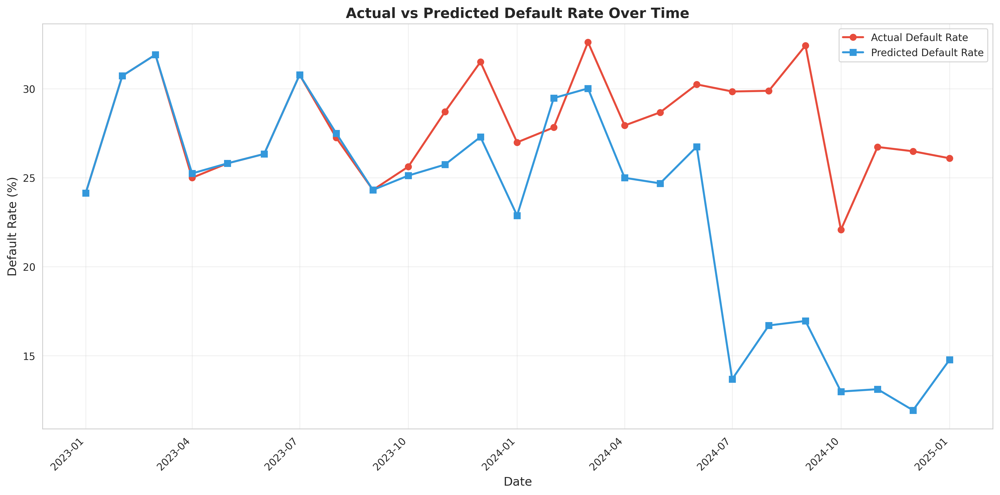 Actual vs Predicted Default Rate Over Time
Actual Default Rate
Predicted Default Rate
Default Rate (%)
30
25
20
15
2023-01
2023-04
2023-07
2023-10
2024-01
2024-04
2024-07
2024-10
2025-01
Date